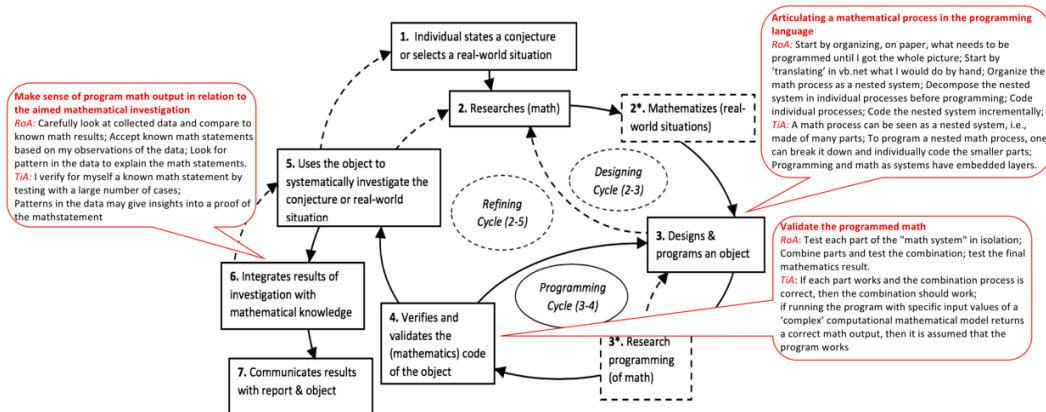 1. Individual states a conjecture
or selects a real-world situation
2. Researches (math)
2*. Mathematizes (real-
world situations)
Designing
Cycle (2-3)
Refining
Cycle (2-5)
3. Designs &
programs an object
Programming
Cycle (3-4)
3*. Research
programming
(of math)
4. Verifies and
validates the
(mathematics) code
of the object
5. Uses the object to
systematically investigate the
conjecture or real-world
situation
6. Integrates results of
investigation with
mathematical knowledge
7. Communicates results
with report & object
Make sense of program math output in relation to
the aimed mathematical investigation
RoA: Carefully look at collected data and compare to
known math results; Accept known math statements
based on my observations of the data; Look for
pattern in the data to explain the math statements.
TiA: I verify for myself a known math statement by
testing with a large number of cases;
Patterns in the data may give insights into a proof of
the mathstatement
Articulating a mathematical process in the programming
language
RoA: Start by organizing, on paper, what needs to be
programmed until I got the whole picture; Start by
‘translating’ in vb.net what I would do by hand; Organize the
math process as a nested system; Decompose the nested
system in individual processes before programming; Code
individual processes; Code the nested system incrementally;
TiA: A math process can be seen as a nested system, i.e.,
made of many parts; To program a nested math process, one
can break it down and individually code the smaller parts;
Programming and math as systems have embedded layers.
Validate the programmed math
RoA: Test each part of the "math system" in isolation;
Combine parts and test the combination; test the final
mathematics result.
TiA: If each part works and the combination process is
correct, then the combination should work;
if running the program with specific input values of a
‘complex’ computational mathematical model returns
a correct math output, then it is assumed that the
program works